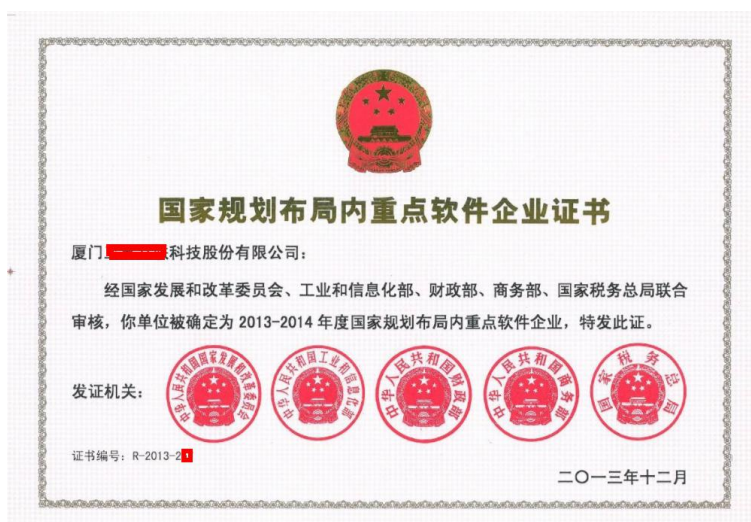 国家规划布局内重点软件企业证书
厦门 科技股份有限公司：
经国家发展和改革委员会、工业和信息化部、财政部、商务部、国家税务总局联合
审核，你单位被确定为 2013-2014 年度国家规划布局内重点软件企业，特发此证。
发证机关：
中华人民共和国国家发展和改革委员会
中华人民共和国工业和信息化部
中华人民共和国财政部
中华人民共和国商务部
国家税务总局
证书编号：R-2013-2
1
二〇一三年十二月